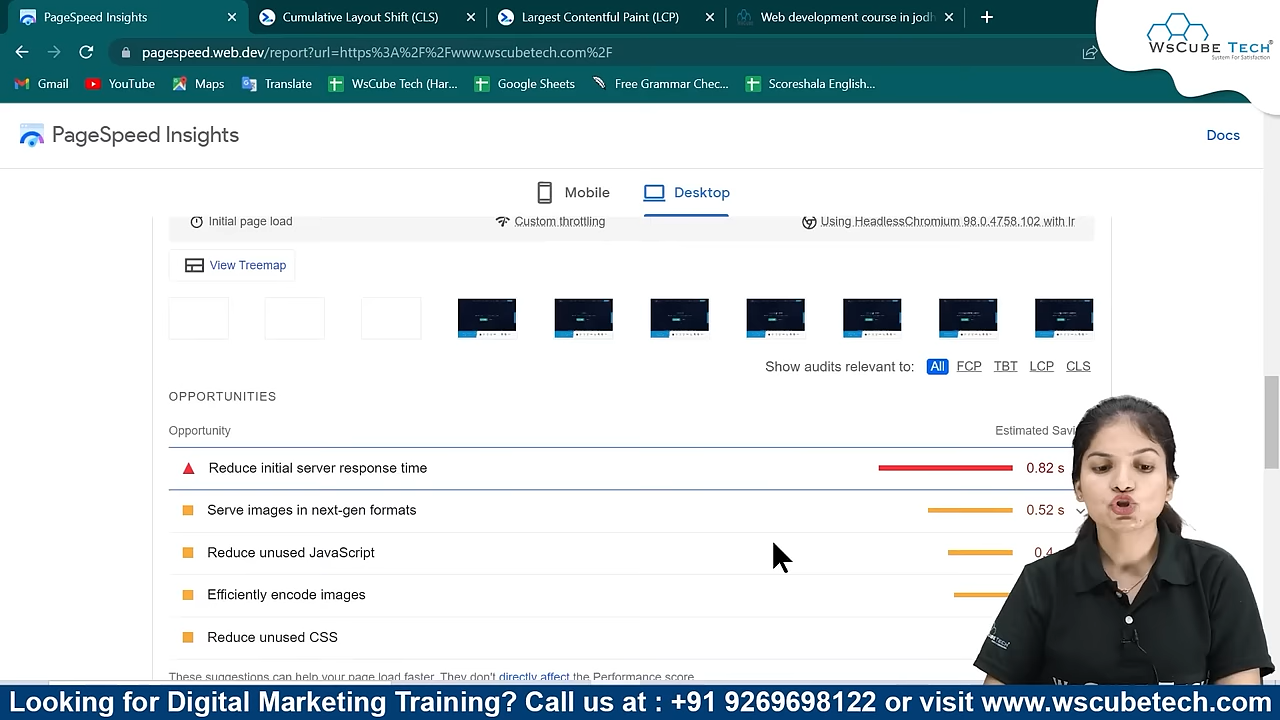 PageSpeed Insights
Cumulative Layout Shift (CLS)
Largest Contentful Paint (LCP)
Web development course in jodh
pagespeed.web.dev/report?url=https%3A%2F%2Fwww.wscubetech.com%2F
WsCube Tech
System For Satisfaction
Gmail
YouTube
Maps
Translate
WsCube Tech (Har...
Google Sheets
Free Grammar Chec...
Scoreshala English...
PageSpeed Insights
Docs
Mobile
Desktop
Initial page load
Custom throttling
Using HeadlessChromium 98.0.4758.102 with lr
View Treemap
Show audits relevant to: All FCP TBT LCP CLS
OPPORTUNITIES
Opportunity
Estimated Savi
Reduce initial server response time
0.82 s
Serve images in next-gen formats
0.52 s
Reduce unused JavaScript
0.4
Efficiently encode images
Reduce unused CSS
These suggestions can help your page load faster. They don't directly affect the Performance score
Looking for Digital Marketing Training? Call us at : +91 9269698122 or visit www.wscubetech.com